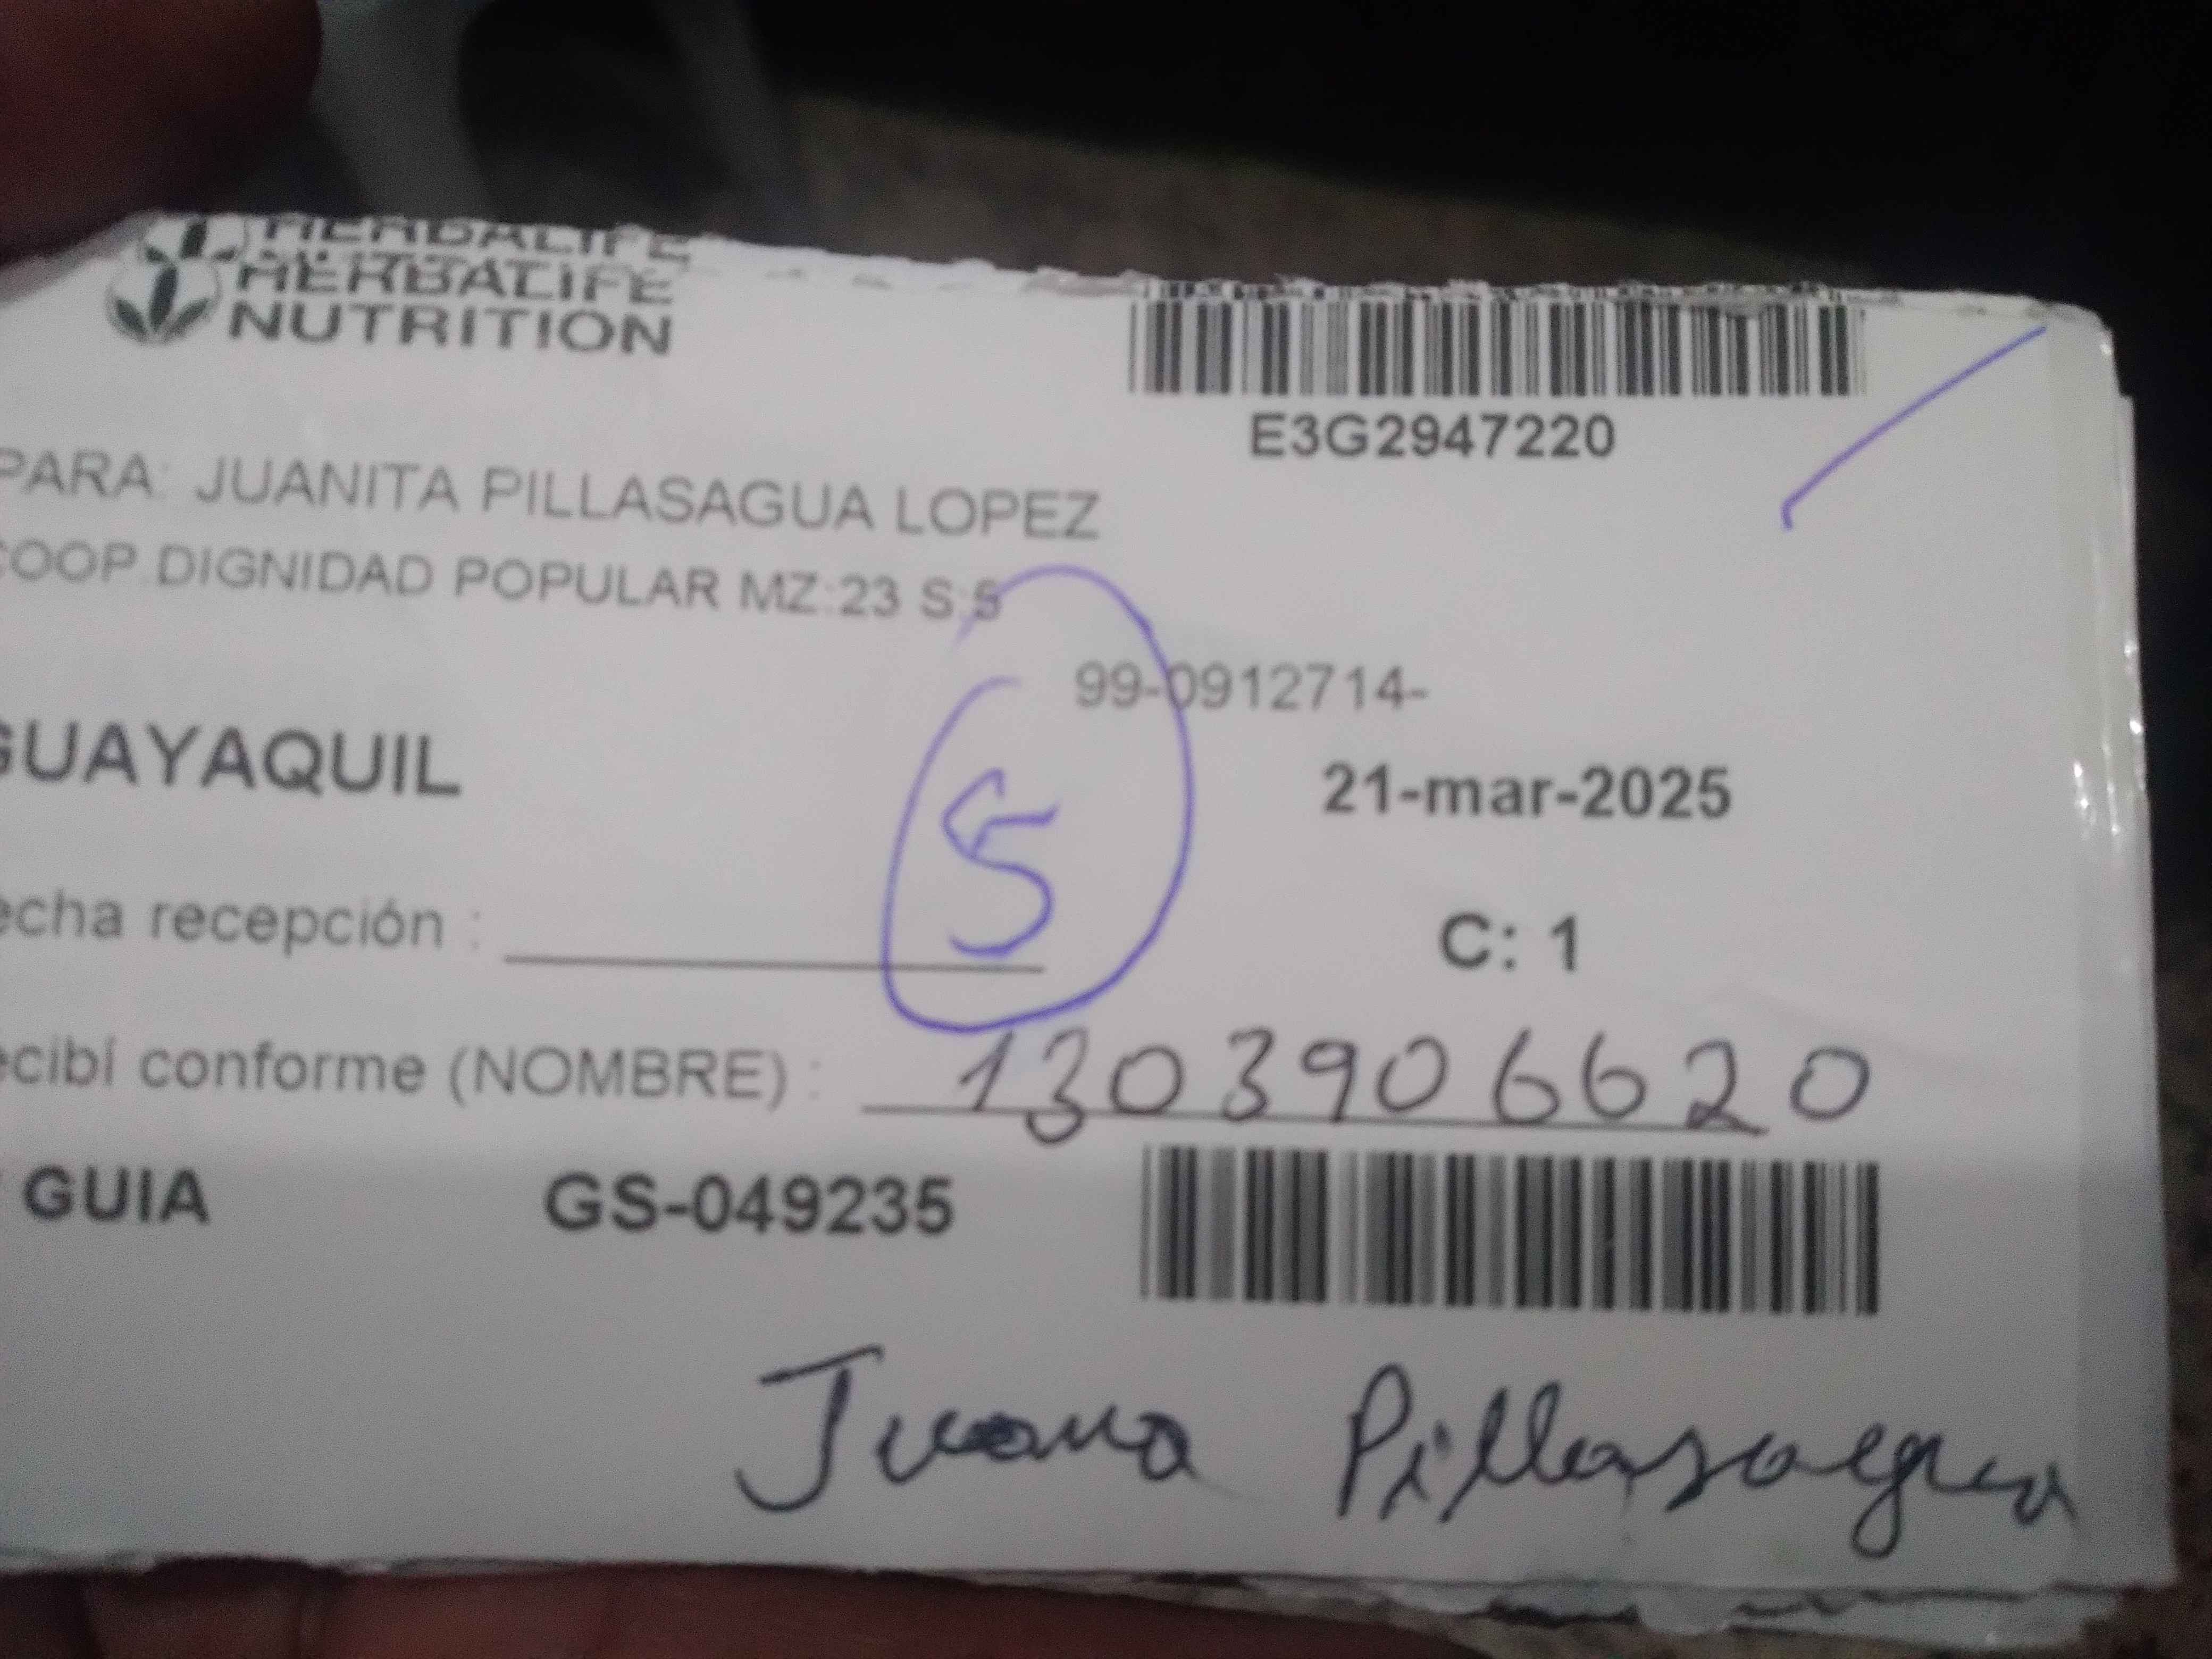 HERBALIFE
HERBALIFE
NUTRITION
E3G2947220
PARA: JUANITA PILLASAGUA LOPEZ
COOP DIGNIDAD POPULAR MZ:23 S:5
99-0912714-
GUAYAQUIL
21-mar-2025
5
echa recepción :
C: 1
ecibí conforme (NOMBRE) : 1303906620
GUIA GS-049235
Juana Pillasagua